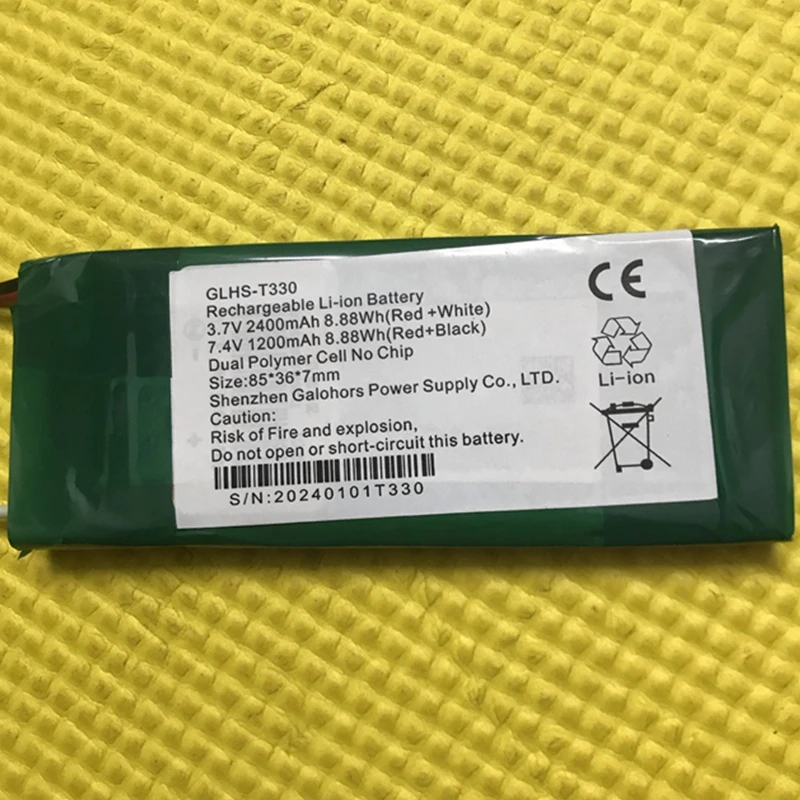 GLHS-T330
Rechargeable Li-ion Battery
3.7V 2400mAh 8.88Wh(Red +White)
7.4V 1200mAh 8.88Wh(Red+Black)
Dual Polymer Cell No Chip
Size:85*36*7mm
Shenzhen Galohors Power Supply Co., LTD.
Caution:
Risk of Fire and explosion,
Do not open or short-circuit this battery.
S/N:20240101T330
CE
Li-ion